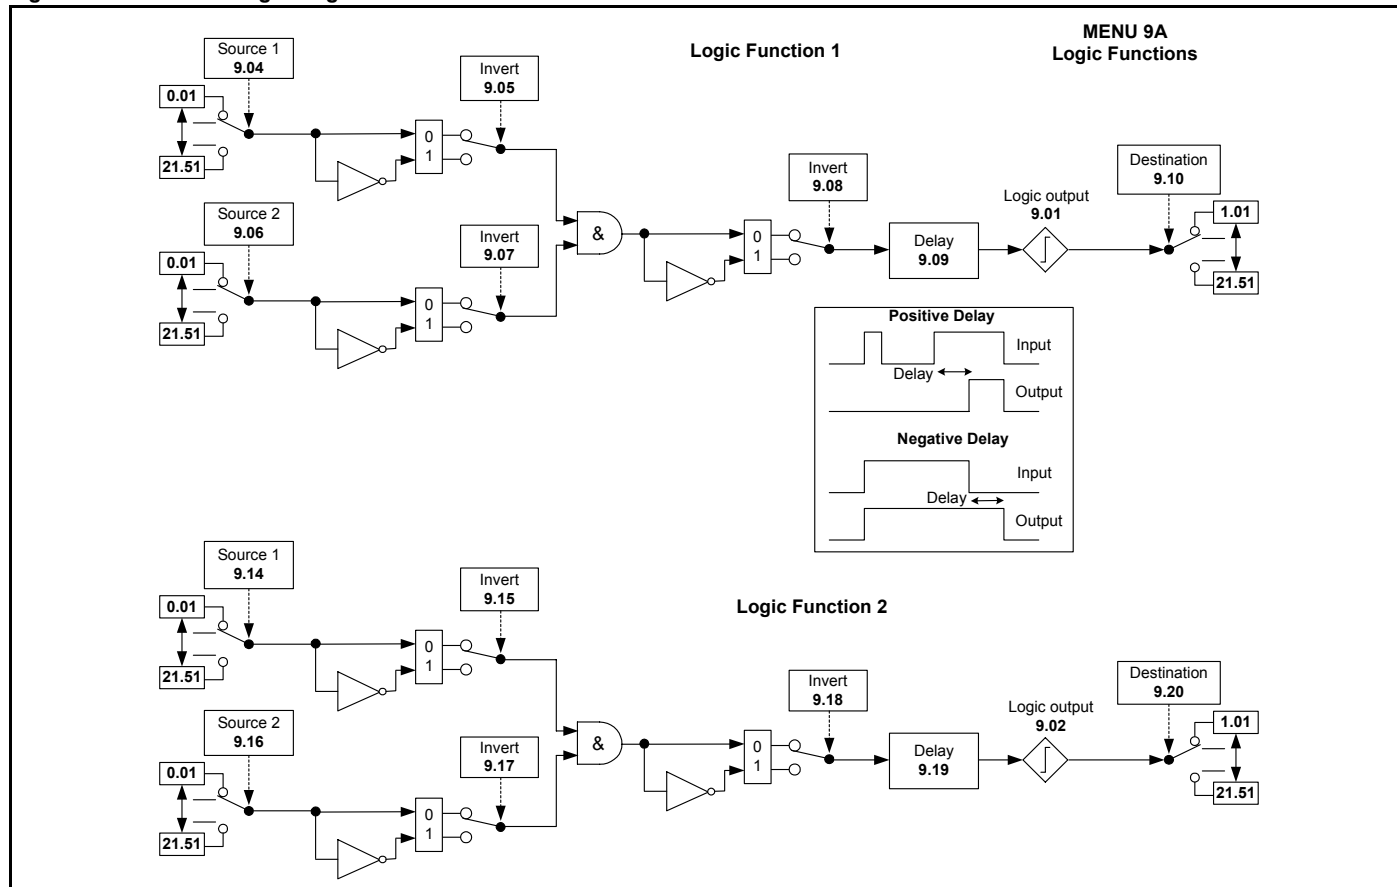 MENU 9A
Logic Functions
Logic Function 1
Source 1
9.04
0.01
21.51
Invert
9.05
0
1
Source 2
9.06
0.01
21.51
Invert
9.07
0
1
&
Invert
9.08
0
1
Delay
9.09
Logic output
9.01
Destination
9.10
1.01
21.51
Positive Delay
Input
Delay
Output
Negative Delay
Input
Delay
Output
Logic Function 2
Source 1
9.14
0.01
21.51
Invert
9.15
0
1
Source 2
9.16
0.01
21.51
Invert
9.17
0
1
&
Invert
9.18
0
1
Delay
9.19
Logic output
9.02
Destination
9.20
1.01
21.51